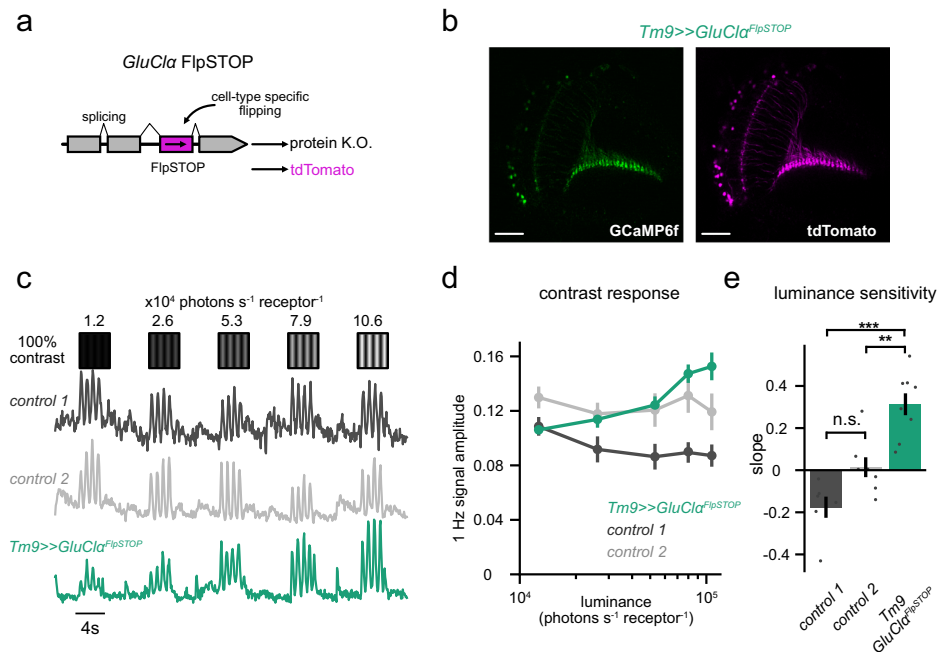 a
GluClα FlpSTOP
splicing
cell-type specific
flipping
FlpSTOP
protein K.O.
tdTomato
b
Tm9>>GluClα^FlpSTOP
GCaMP6f
tdTomato
c
x10⁴ photons s⁻¹ receptor⁻¹
1.2 2.6 5.3 7.9 10.6
100%
contrast
control 1
control 2
Tm9>>GluClα^FlpSTOP
4s
d
contrast response
1 Hz signal amplitude
0.16
0.12
0.08
0.04
0
Tm9>>GluClα^FlpSTOP
control 1
control 2
10⁴ 10⁵
luminance
(photons s⁻¹ receptor⁻¹)
e
luminance sensitivity
***
**
n.s.
slope
0.4
0.2
0
-0.2
-0.4
control 1
control 2
Tm9
GluClα^FlpSTOP